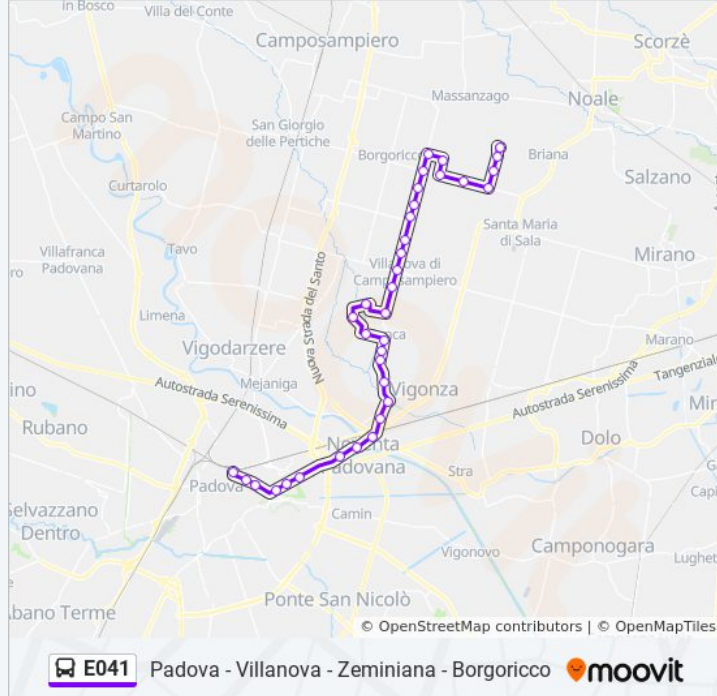 in Bosco
Villa del Conte
Camposampiero
Scorzè
Massanzago
Noale
Campo San
Martino
San Giorgio
delle Pertiche
Borgoricco
Briana
Curtarolo
Salzano
Santa Maria
di Sala
Tavo
Villafranca
Padovana
Villanova di
Camposampiero
Mirano
Limena
Nuova Strada del Santo
Vigodarzere
Marano
Mejaniga
Autostrada Serenissima
Vigonza
Autostrada Serenissima
Tangenziale
Rubano
Noventa
Padovana
Dolo
Stra
Padova
Selvazzano
Dentro
Camin
Vigonovo
Camponogara
Abano Terme
Ponte San Nicolò
© OpenStreetMap contributors | © OpenMapTiles
E041 Padova - Villanova - Zeminiana - Borgoricco moovit